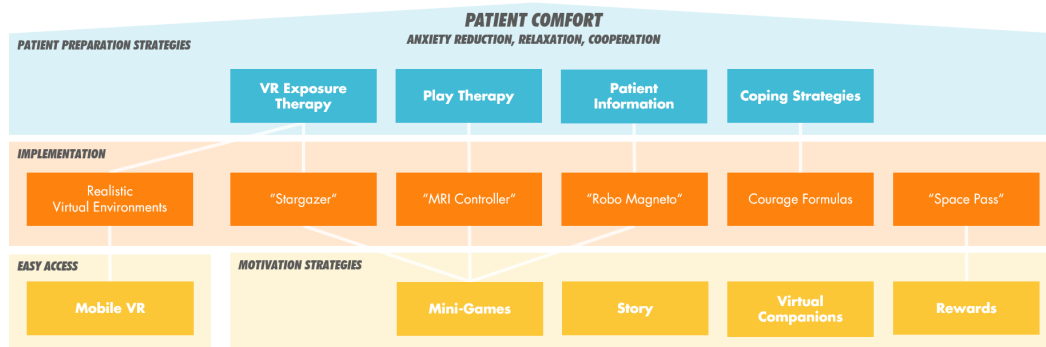 PATIENT COMFORT
ANXIETY REDUCTION, RELAXATION, COOPERATION
PATIENT PREPARATION STRATEGIES
VR Exposure
Therapy
Play Therapy
Patient
Information
Coping Strategies
IMPLEMENTATION
Realistic
Virtual Environments
“Stargazer“
“MRI Controller“
“Robo Magneto“
Courage Formulas
“Space Pass“
EASY ACCESS
MOTIVATION STRATEGIES
Mobile VR
Mini-Games
Story
Virtual
Companions
Rewards